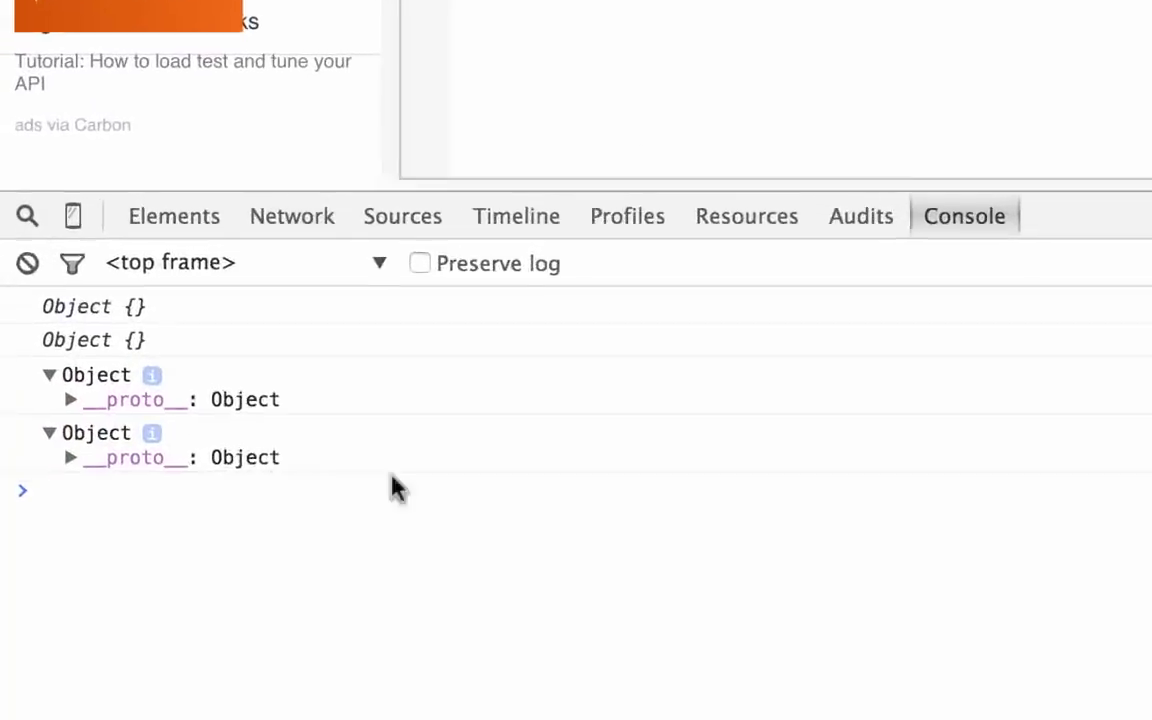 ks
Tutorial: How to load test and tune your
API
ads via Carbon
Elements Network Sources Timeline Profiles Resources Audits Console
<top frame> ▼ Preserve log
Object {}
Object {}
▼ Object i
▶ __proto__: Object
▼ Object i
▶ __proto__: Object
>